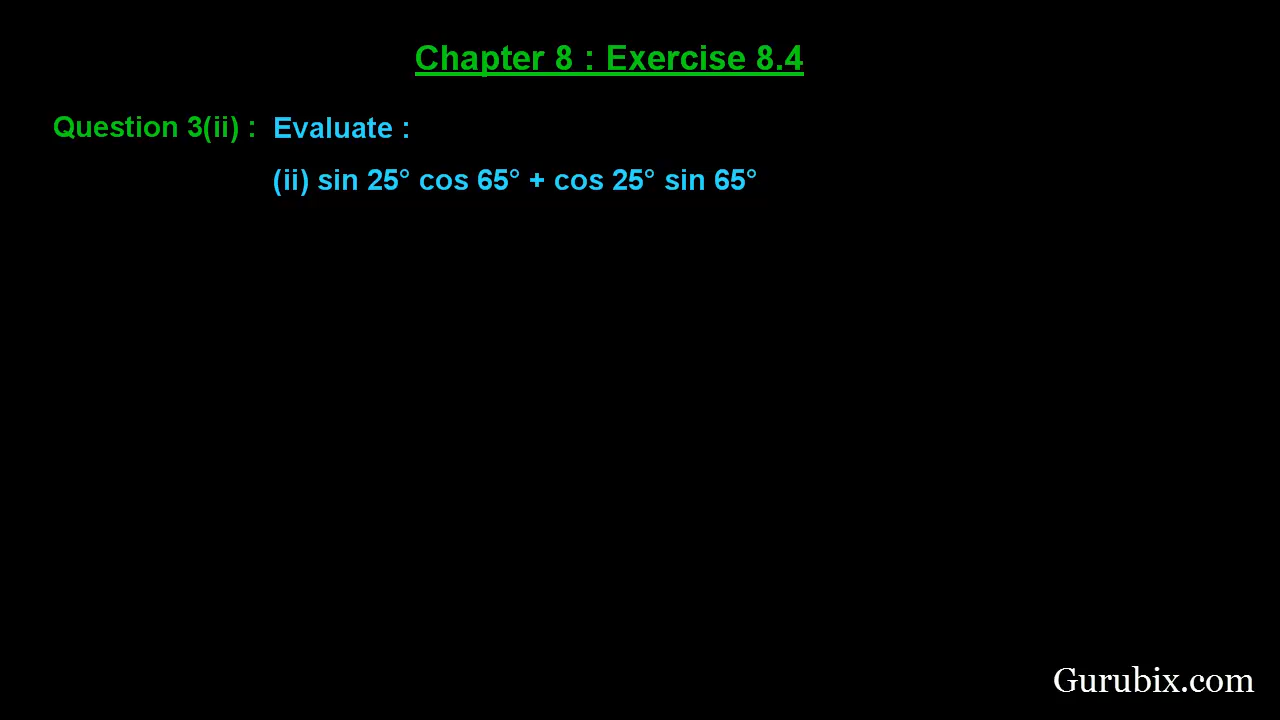 Chapter 8 : Exercise 8.4
Question 3(ii) : Evaluate :
(ii) sin 25° cos 65° + cos 25° sin 65°
Gurubix.com